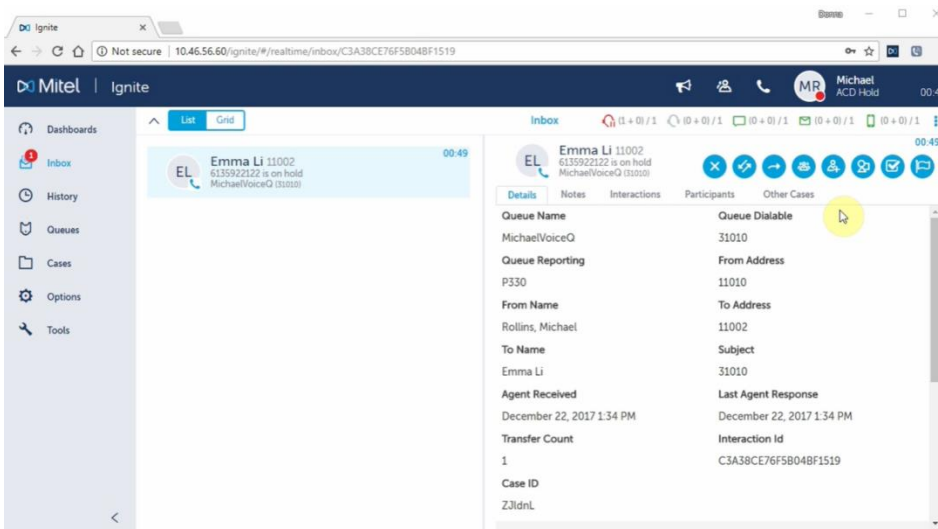 Ignite
Not secure | 10.46.56.60/ignite/#/realtime/inbox/C3A38CE76F5B04BF1519
Mitel | Ignite
MR
Michael
ACD Hold
Dashboards
1
Inbox
History
Queues
Cases
Options
Tools
List Grid
Inbox
(1 + 0) / 1 (0 + 0) / 1 (0 + 0) / 1 (0 + 0) / 1 (0 + 0) / 1
EL
Emma Li 11002
00:49
6135922122 is on hold
MichaelVoiceQ (31010)
00:49
EL
Emma Li 11002
6135922122 is on hold
MichaelVoiceQ (31010)
Details Notes Interactions Participants Other Cases
Queue Name Queue Dialable
MichaelVoiceQ 31010
Queue Reporting From Address
P330 11010
From Name To Address
Rollins, Michael 11002
To Name Subject
Emma Li 31010
Agent Received Last Agent Response
December 22, 2017 1:34 PM December 22, 2017 1:34 PM
Transfer Count Interaction Id
1 C3A38CE76F5B04BF1519
Case ID
ZJldnL